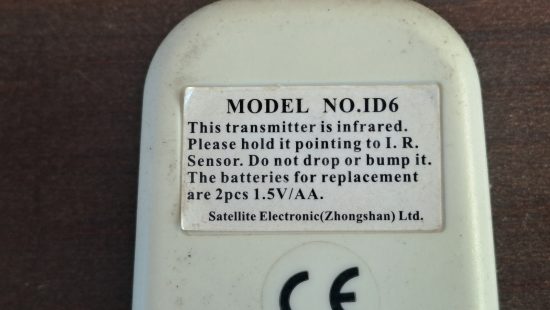 MODEL NO.ID6
This transmitter is infrared.
Please hold it pointing to I. R.
Sensor. Do not drop or bump it.
The batteries for replacement
are 2pcs 1.5V/AA.
Satellite Electronic(Zhongshan) Ltd.
CE